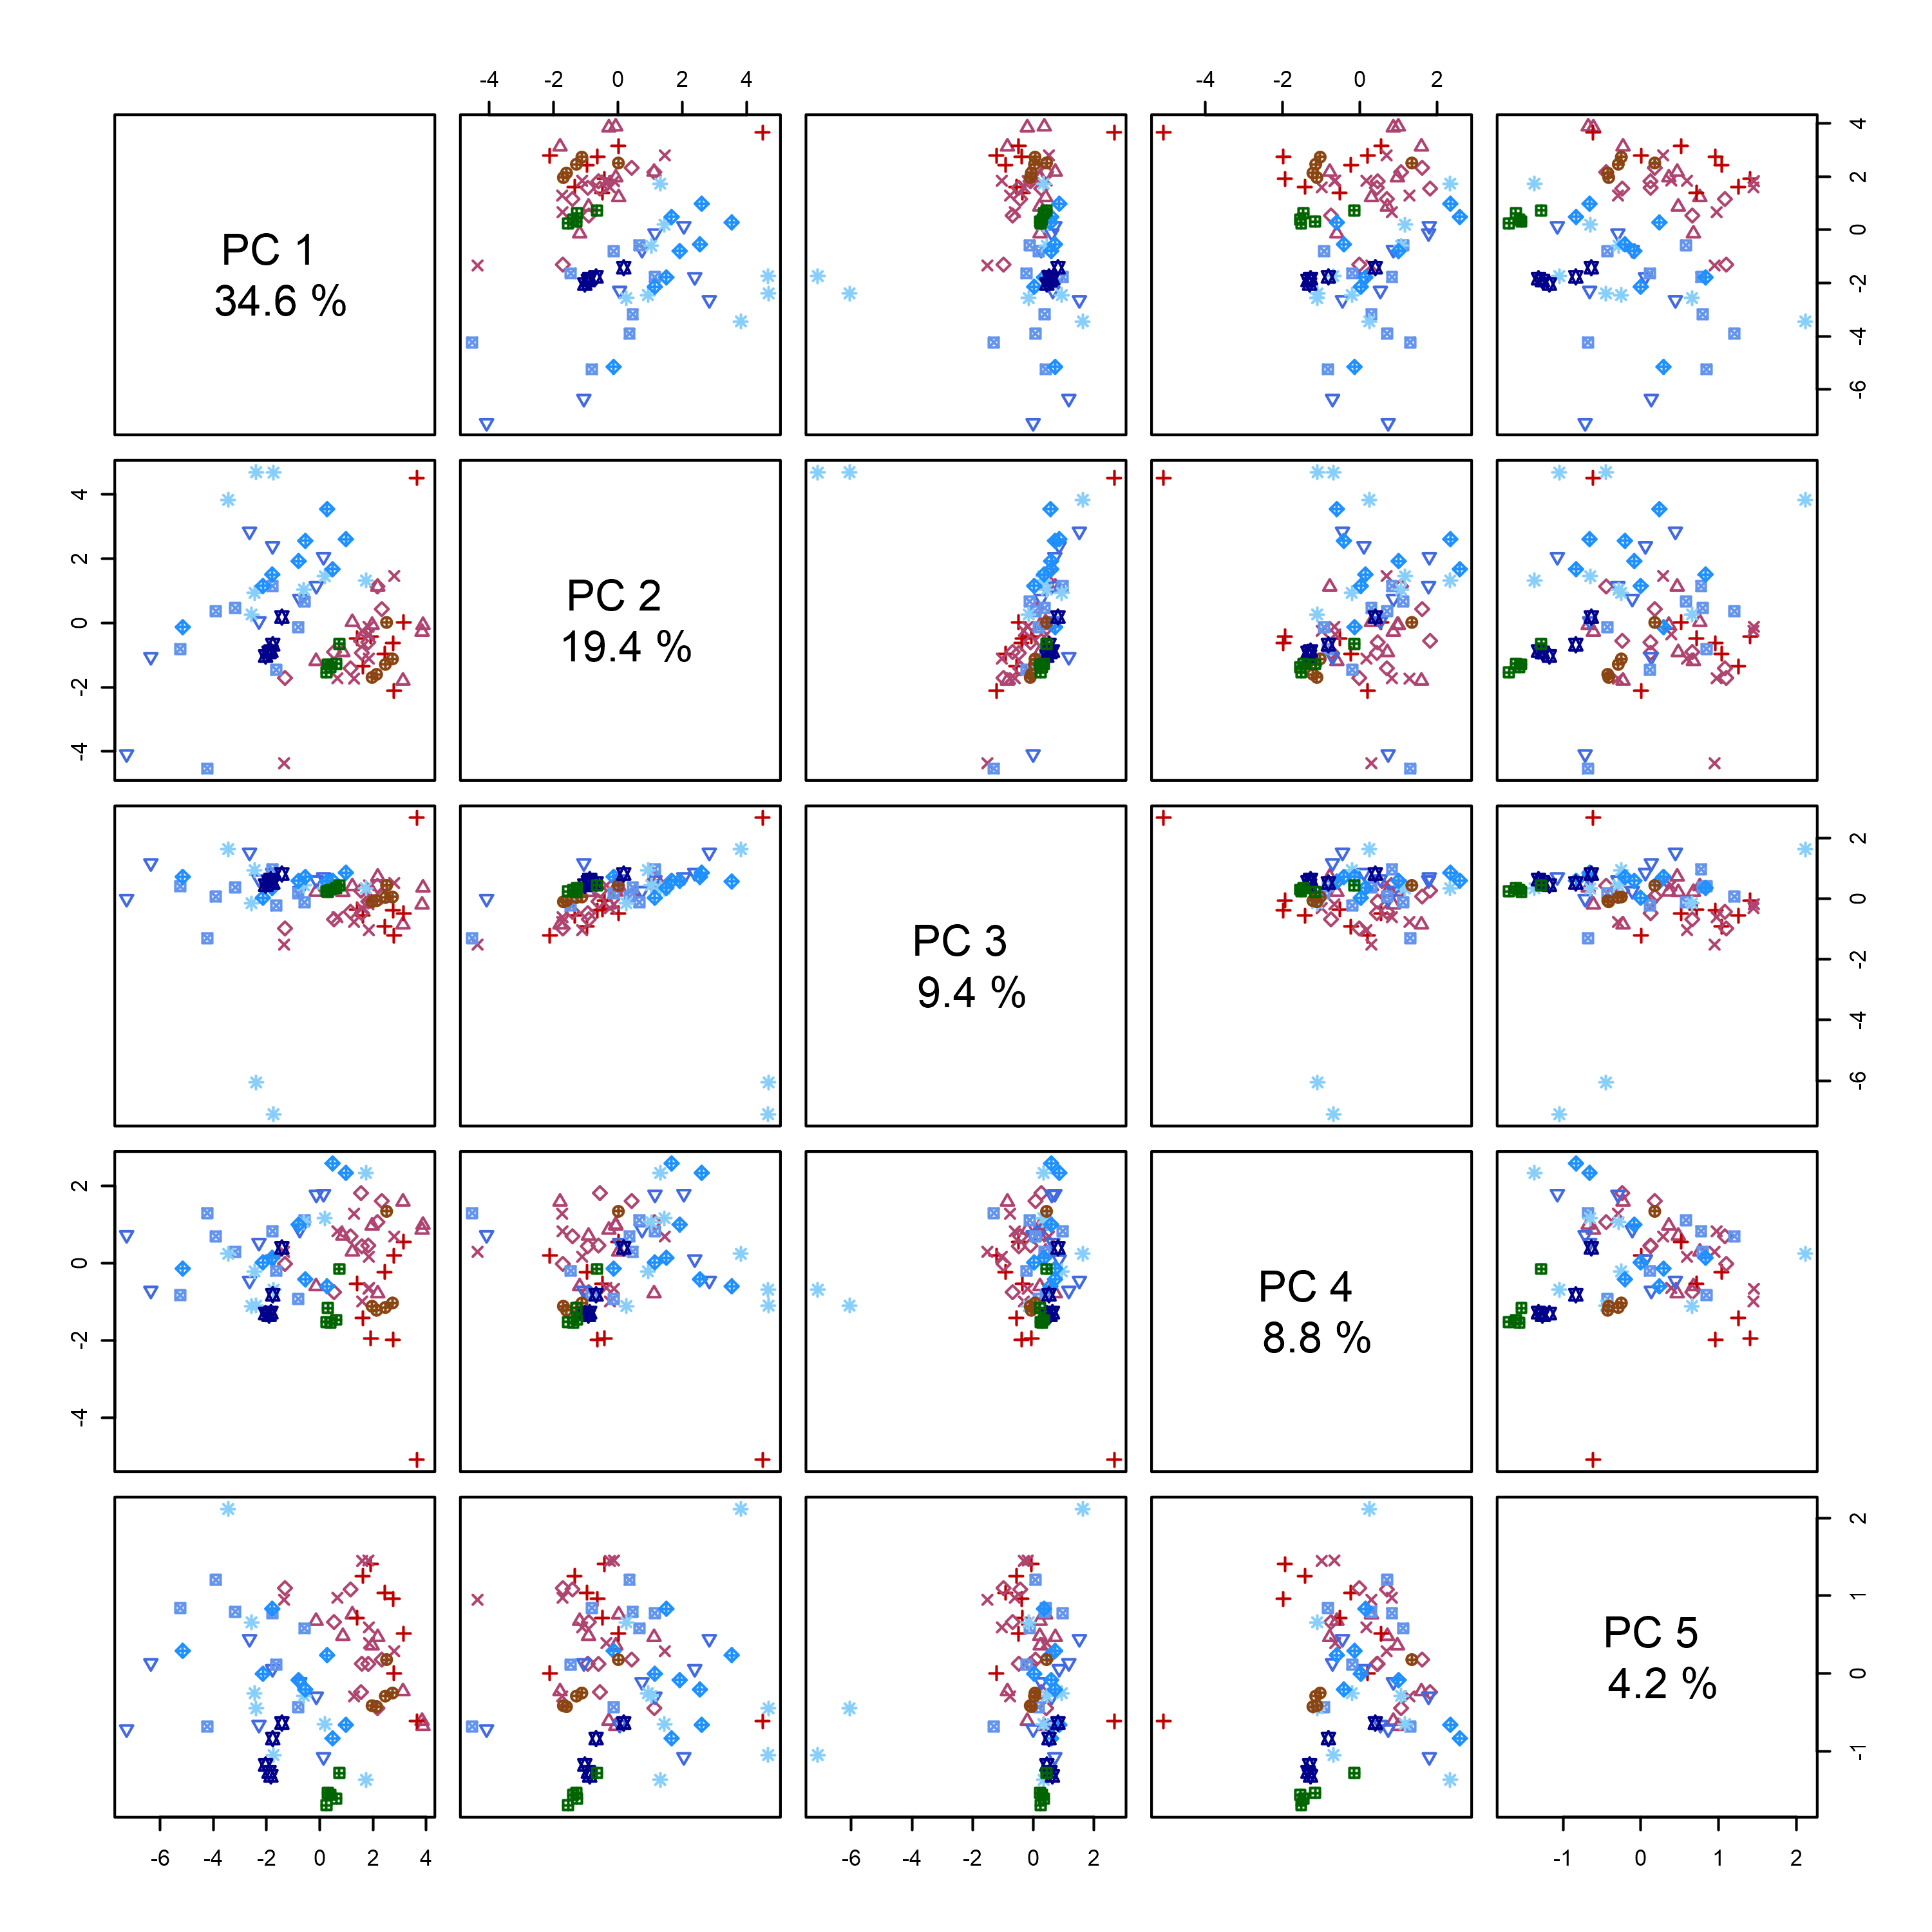 -4 -2 0 2 4
-4 -2 0 2
PC 1
34.6 %
-6 -4 -2 0 2 4
PC 2
19.4 %
-4 -2 0 2 4
PC 3
9.4 %
-6 -4 -2 0 2
PC 4
8.8 %
-4 -2 0 2
PC 5
4.2 %
-1 0 1 2
-6 -4 -2 0 2 4
-6 -4 -2 0 2
-1 0 1 2